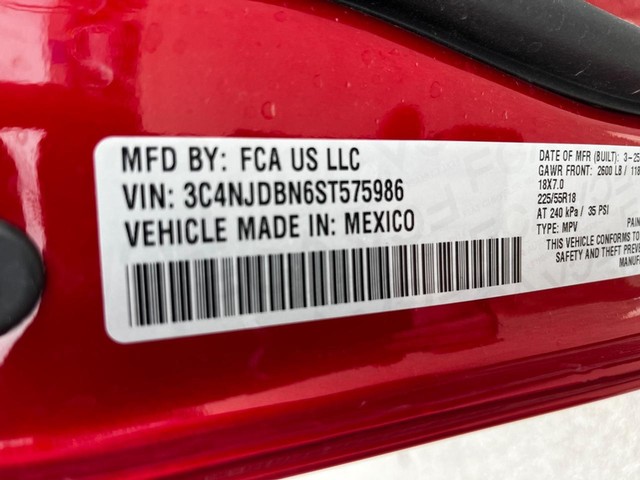 MFD BY: FCA US LLC
VIN: 3C4NJDBN6ST575986
VEHICLE MADE IN: MEXICO
DATE OF MFR (BUILT): 3-25
GAWR FRONT: 2600 LB / 118
18X7.0
225/55R18
AT 240 kPa / 35 PSI
TYPE: MPV PAIN
THIS VEHICLE CONFORMS TO
SAFETY AND THEFT PREVE
MANUF